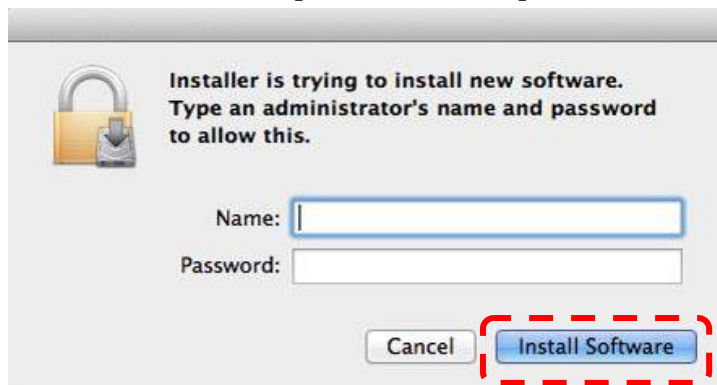 Installer is trying to install new software.
Type an administrator's name and password
to allow this.
Name:
Password:
Cancel Install Software